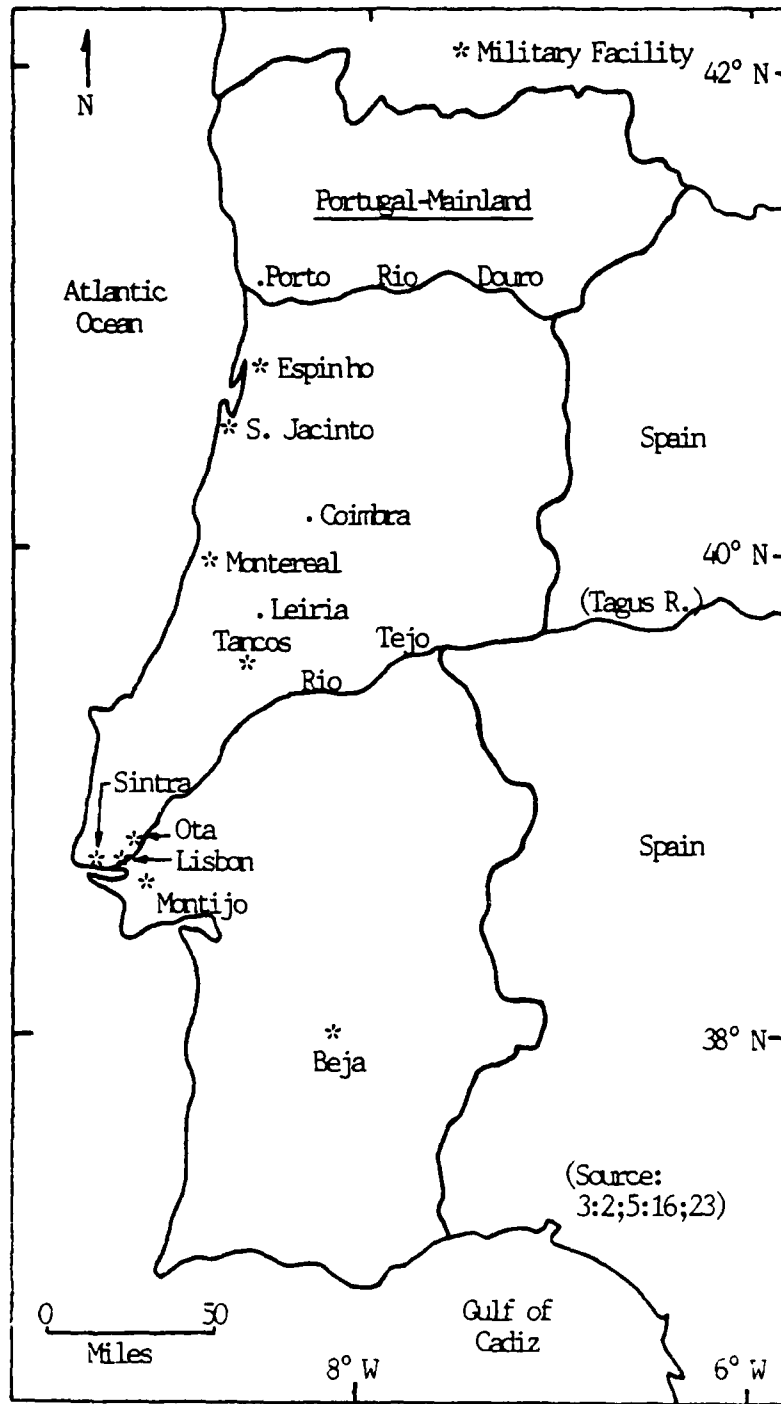 * Military Facility
42° N
N
Portugal-Mainland
.Porto Rio Douro
Atlantic
Ocean
* Espinho
* S. Jacinto
Spain
.Coimbra
* Montereal
40° N
(Tagus R.)
.Leiria
Tancos
*
Tejo
Rio
Sintra
* Ota
* * Lisbon
Spain
*
Montijo
*
Beja
38° N
(Source:
3:2;5:16;23)
0 50
Miles
Gulf of
Cadiz
8° W
6° W